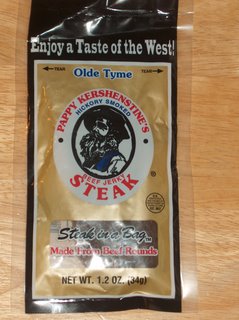 Enjoy a Taste of the West!
TEAR TEAR
Olde Tyme
PAPPY KERSHENSTINE'S
HICKORY SMOKED
BEEF JERKY
STEAK
®
Steak in a Bag™
Made From Beef Rounds
NET WT. 1.2 OZ. (34g)